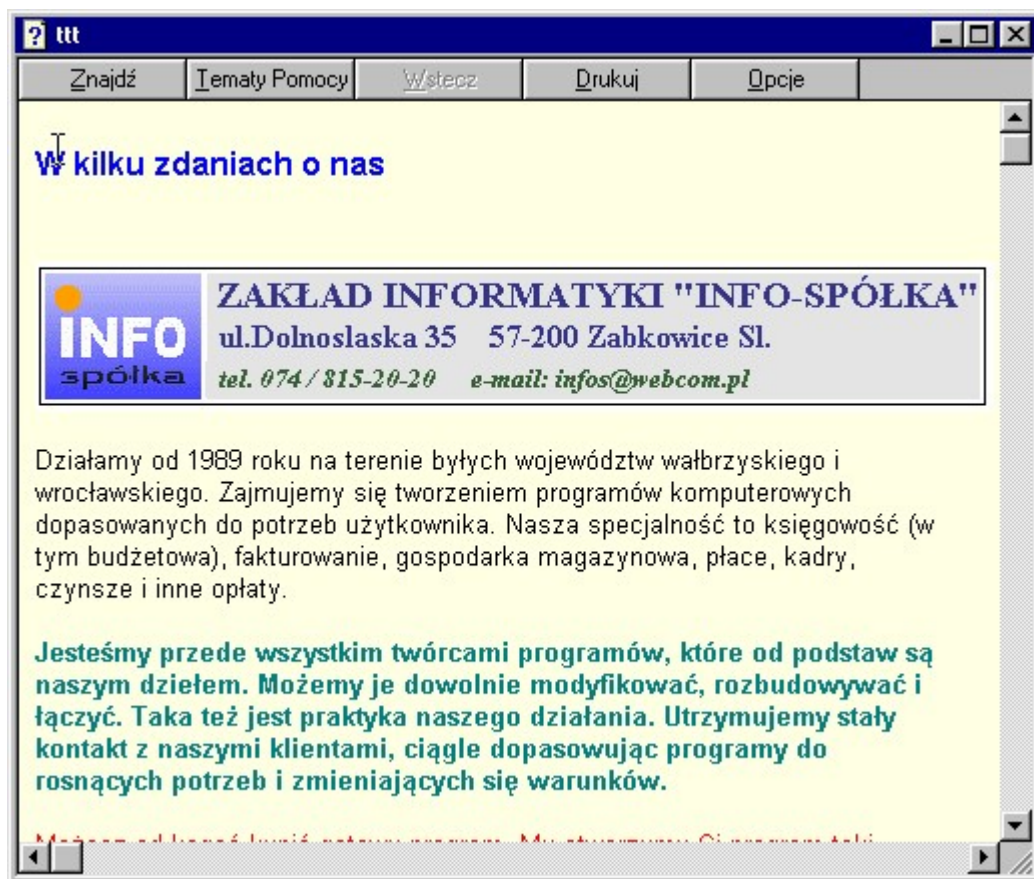 ttt
Znajdź Tematy Pomocy Wstecz Drukuj Opcje
W kilku zdaniach o nas
INFO
spółka
ZAKŁAD INFORMATYKI "INFO-SPÓŁKA"
ul.Dolnoslaska 35 57-200 Zabkowice Sl.
tel. 074 / 815-20-20 e-mail: infos@webcom.pl
Działamy od 1989 roku na terenie byłych województw wałbrzyskiego i
wrocławskiego. Zajmujemy się tworzeniem programów komputerowych
dopasowanych do potrzeb użytkownika. Nasza specjalność to księgowość (w
tym budżetowa), fakturowanie, gospodarka magazynowa, płace, kadry,
czynsze i inne opłaty.
Jesteśmy przede wszystkim twórcami programów, które od podstaw są
naszym dziełem. Możemy je dowolnie modyfikować, rozbudowywać i
łączyć. Taka też jest praktyka naszego działania. Utrzymujemy stały
kontakt z naszymi klientami, ciągle dopasowując programy do
rosnących potrzeb i zmieniających się warunków.